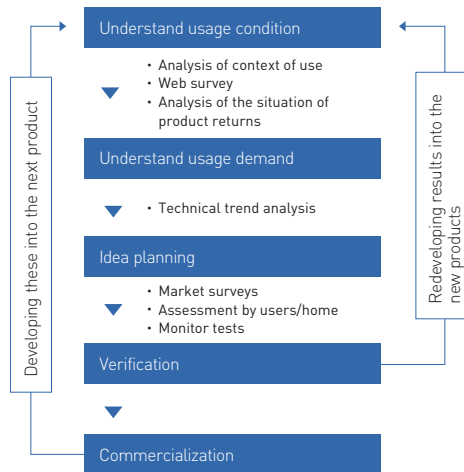 Understand usage condition
・Analysis of context of use
・Web survey
・Analysis of the situation of
product returns
Understand usage demand
・Technical trend analysis
Idea planning
・Market surveys
・Assessment by users/home
・Monitor tests
Verification
Commercialization
Developing these into the next product
Redeveloping results into the
new products